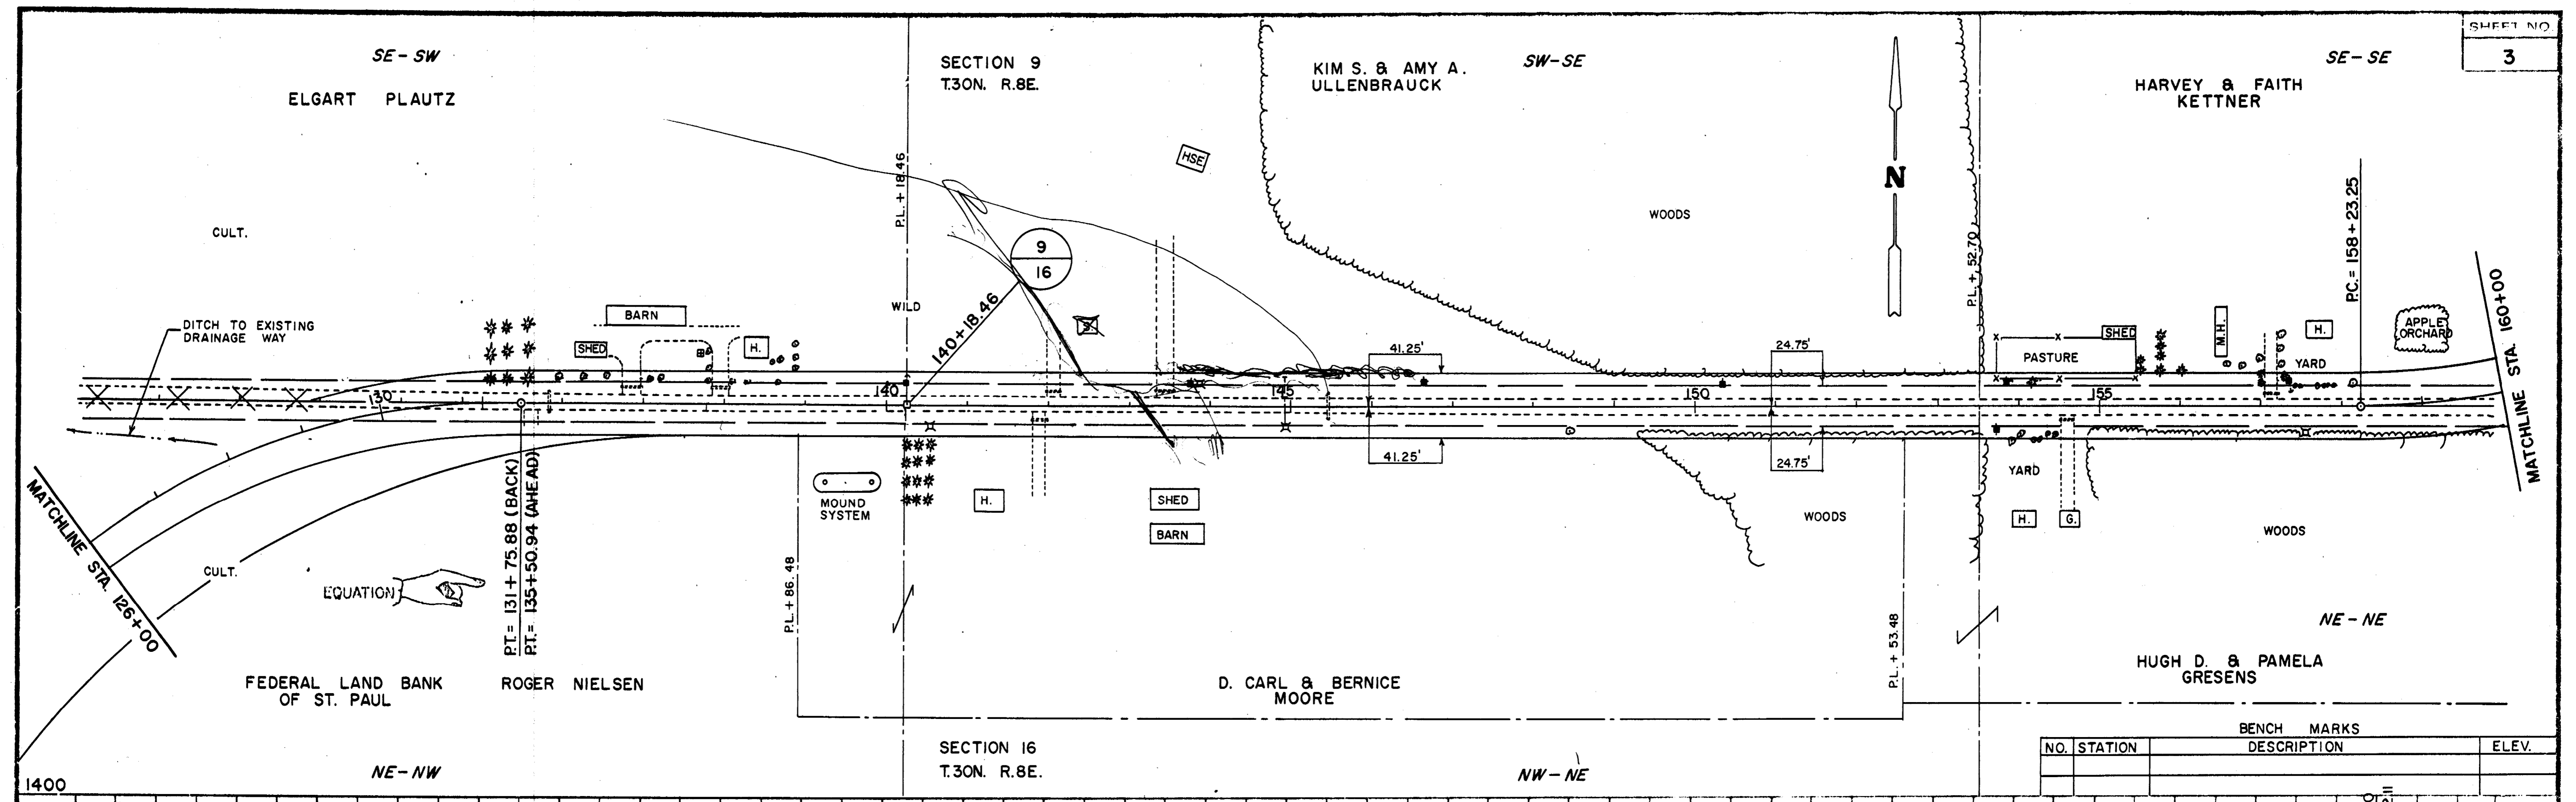 SHEET NO.
3
SE-SW
ELGART PLAUTZ
SECTION 9
T.30N. R.8E.
KIM S. & AMY A.
ULLENBRAUCK
SW-SE
SE-SE
HARVEY & FAITH
KETTNER
P.L. + 18.46
HSE
N
WOODS
P.L. + 52.70
P.C. = 158+23.25
CULT.
9
16
WILD
140+18.46
S.
DITCH TO EXISTING
DRAINAGE WAY
BARN
SHED
H.
41.25'
24.75'
SHED
PASTURE
M.H.
H.
YARD
APPLE
ORCHARD
MATCHLINE STA. 160+00
130
140
145
150
155
41.25'
24.75'
MATCHLINE STA. 126+00
CULT.
EQUATION
P.T. = 131+75.88 (BACK)
P.T. = 135+50.94 (AHEAD)
MOUND
SYSTEM
H.
SHED
BARN
WOODS
YARD
H.
G.
WOODS
P.L. + 86.48
P.L. + 53.48
NE-NE
FEDERAL LAND BANK
OF ST. PAUL
ROGER NIELSEN
D. CARL & BERNICE
MOORE
HUGH D. & PAMELA
GRESENS
NE-NW
SECTION 16
T.30N. R.8E.
NW-NE
BENCH MARKS
NO. STATION DESCRIPTION ELEV.
1400